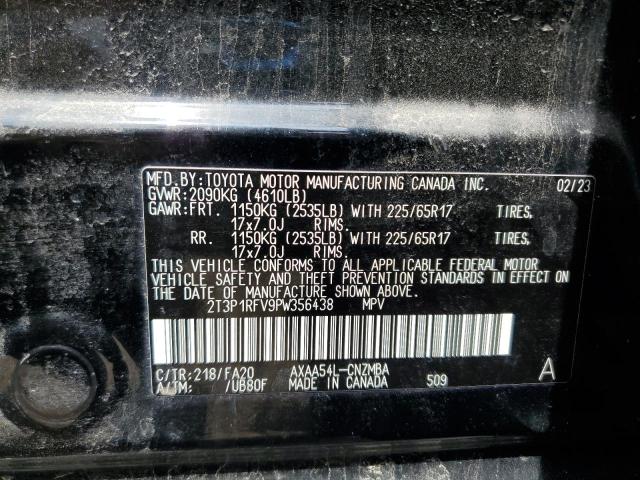 MFD. BY: TOYOTA MOTOR MANUFACTURING CANADA INC. 02/23
GVWR: 2090KG (4610LB)
GAWR: FRT. 1150KG (2535LB) WITH 225/65R17 TIRES,
17x7.0J RIMS.
RR. 1150KG (2535LB) WITH 225/65R17 TIRES,
17x7.0J RIMS.
THIS VEHICLE CONFORMS TO ALL APPLICABLE FEDERAL MOTOR
VEHICLE SAFETY AND THEFT PREVENTION STANDARDS IN EFFECT
ON THE DATE OF MANUFACTURE SHOWN ABOVE.
2T3P1RFV9PW356438 MPV
C/TR: 218/FA20 AXAA54L-CNZMBA
A/TM: /UB80F MADE IN CANADA 509 A